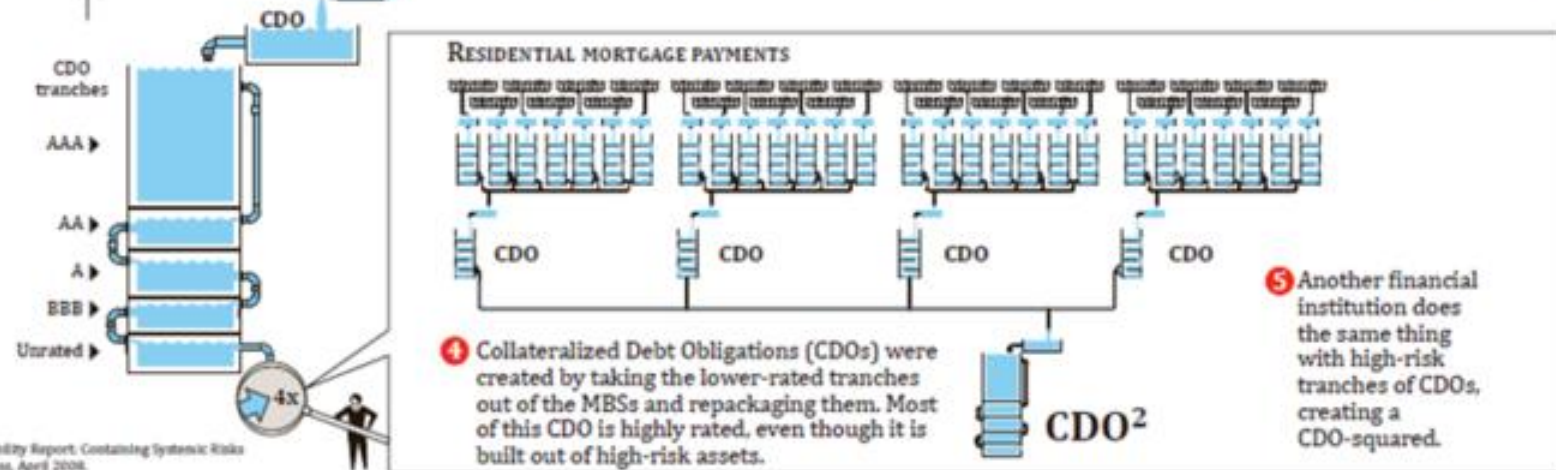 CDO
CDO
tranches
AAA
AA
A
BBB
Unrated
4x
RESIDENTIAL MORTGAGE PAYMENTS
CDO
CDO
CDO
CDO
4 Collateralized Debt Obligations (CDOs) were
created by taking the lower-rated tranches
out of the MBSs and repackaging them. Most
of this CDO is highly rated, even though it is
built out of high-risk assets.
CDO²
5 Another financial
institution does
the same thing
with high-risk
tranches of CDOs,
creating a
CDO-squared.
Report: Containing Systemic Risks
April 2008.